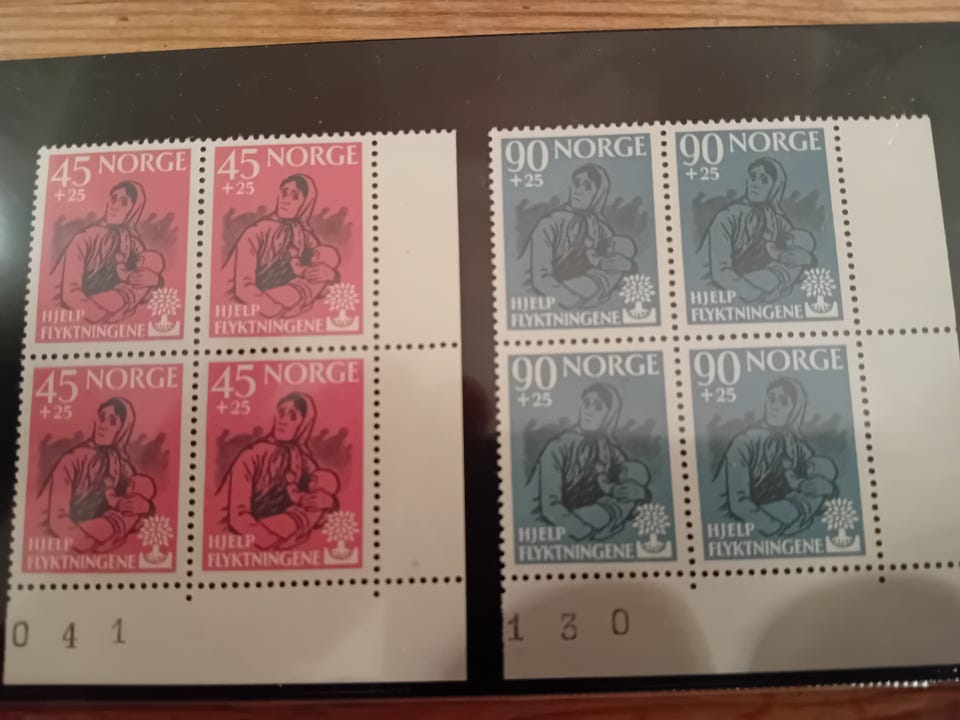 45 NORGE
+25
HJELP
FLYKTNINGENE
45 NORGE
+25
HJELP
FLYKTNINGENE
45 NORGE
+25
HJELP
FLYKTNINGENE
45 NORGE
+25
HJELP
FLYKTNINGENE
0 4 1
90 NORGE
+25
HJELP
FLYKTNINGENE
90 NORGE
+25
HJELP
FLYKTNINGENE
90 NORGE
+25
HJELP
FLYKTNINGENE
90 NORGE
+25
HJELP
FLYKTNINGENE
1 3 0